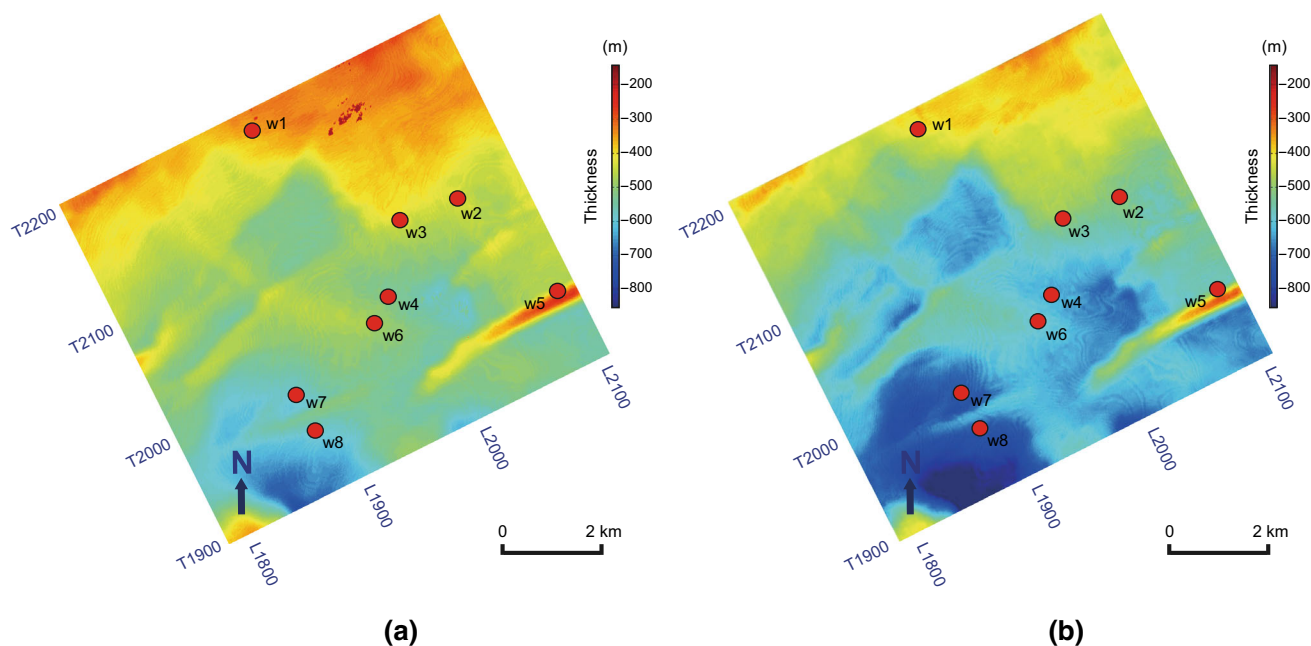 (m)
−200
−300
−400
−500
−600
−700
−800
Thickness
w1
w2
w3
w4
w5
w6
w7
w8
T2200
T2100
T2000
T1900
L1800
L1900
L2000
L2100
N
0 2 km
(a)
(m)
−200
−300
−400
−500
−600
−700
−800
Thickness
w1
w2
w3
w4
w5
w6
w7
w8
T2200
T2100
T2000
T1900
L1800
L1900
L2000
L2100
N
0 2 km
(b)